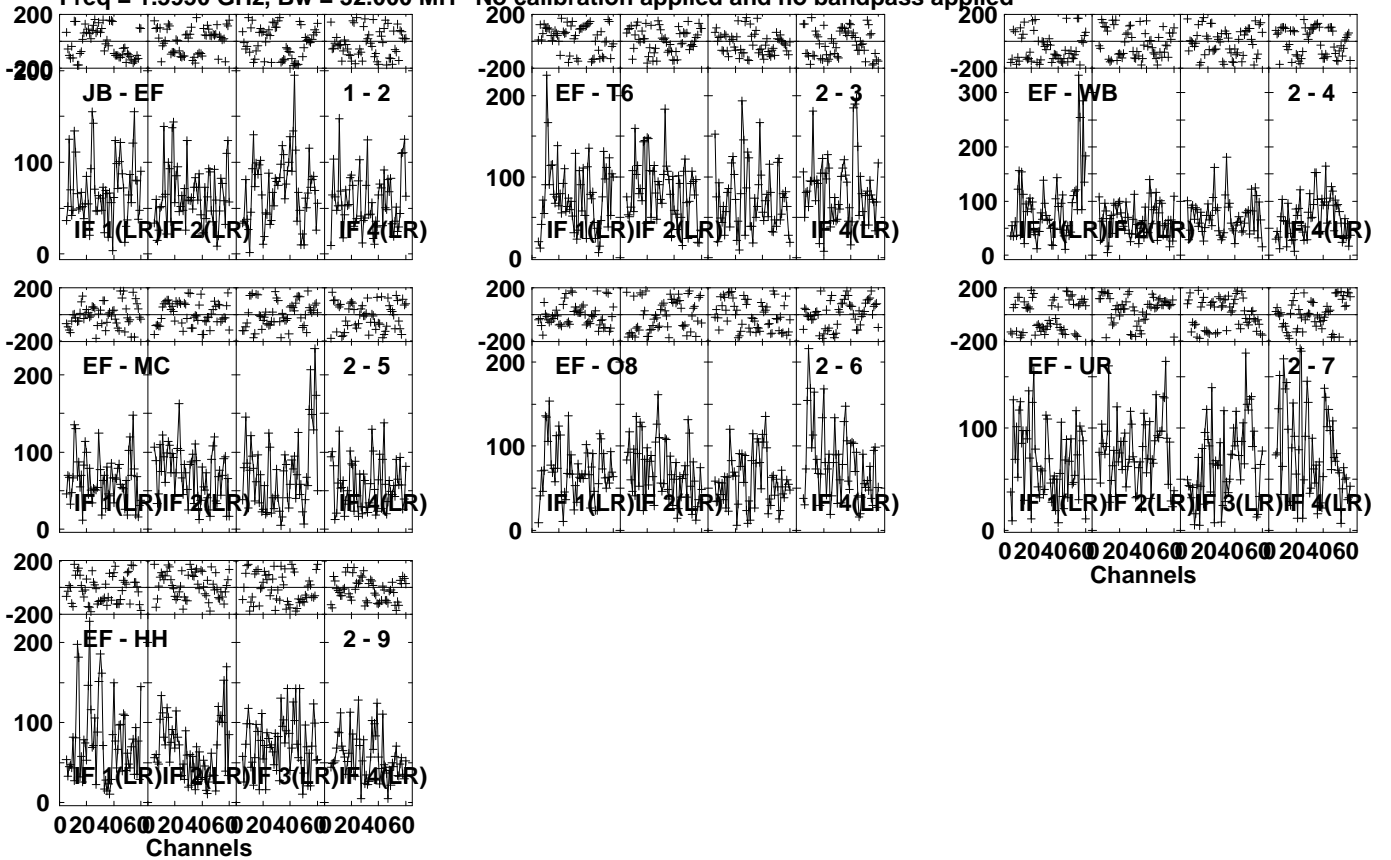 Freq = 1.5950 GHz, Bw = 32.000 MH No calibration applied and no bandpass applied
200
-200
200
100
0
JB - EF
1 - 2
IF 1(LR)
IF 2(LR)
IF 4(LR)
200
-200
200
100
0
EF - T6
2 - 3
IF 1(LR)
IF 2(LR)
IF 4(LR)
200
-200
300
200
100
0
EF - WB
2 - 4
IF 1(LR)
IF 2(LR)
IF 4(LR)
200
-200
200
100
0
EF - MC
2 - 5
IF 1(LR)
IF 2(LR)
IF 4(LR)
200
-200
200
100
0
EF - O8
2 - 6
IF 1(LR)
IF 2(LR)
IF 4(LR)
200
-200
100
0
EF - UR
2 - 7
IF 1(LR)
IF 2(LR)
IF 3(LR)
IF 4(LR)
0 20 40 60 0 20 40 60 0 20 40 60 0 20 40 60
Channels
200
-200
200
100
0
EF - HH
2 - 9
IF 1(LR)
IF 2(LR)
IF 3(LR)
IF 4(LR)
0 20 40 60 0 20 40 60 0 20 40 60 0 20 40 60
Channels